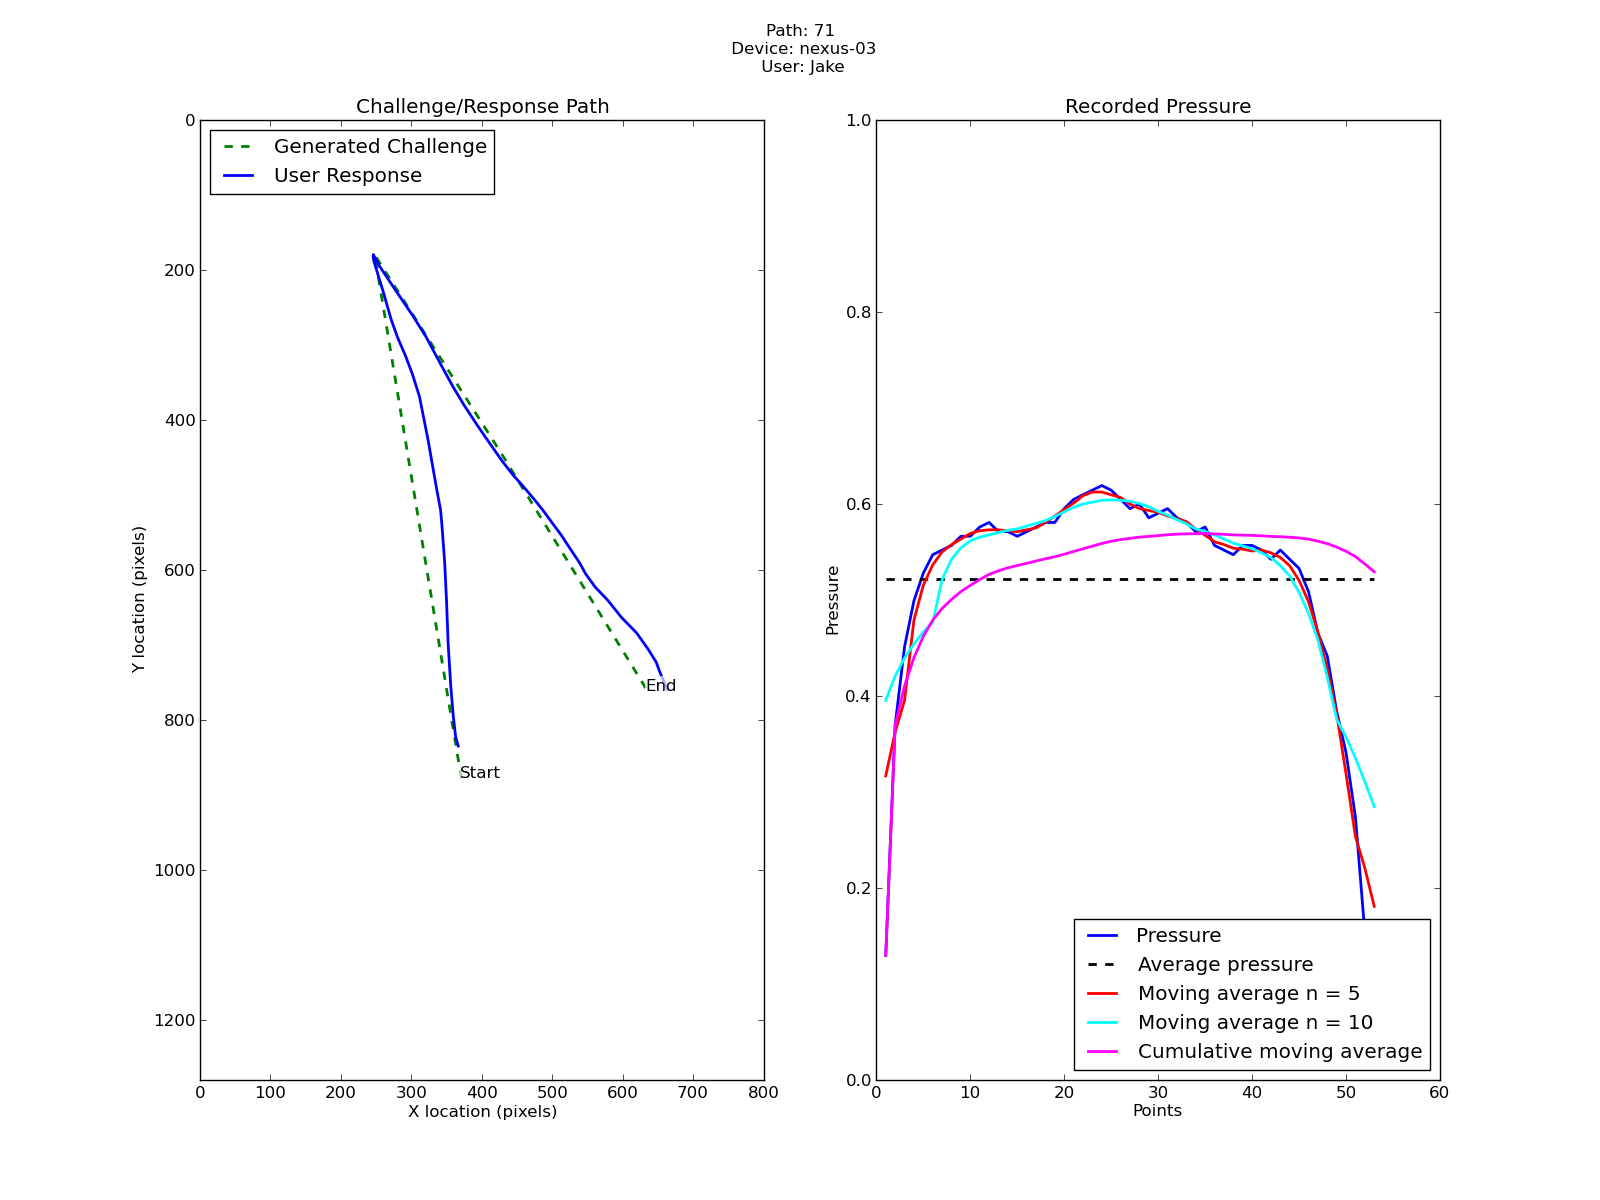 Path: 71
Device: nexus-03
User: Jake
Challenge/Response Path
Generated Challenge
User Response
0
200
400
600
800
1000
1200
Y location (pixels)
Start
End
0 100 200 300 400 500 600 700 800
X location (pixels)
Recorded Pressure
1.0
0.8
0.6
0.4
0.2
0.0
Pressure
Pressure
Average pressure
Moving average n = 5
Moving average n = 10
Cumulative moving average
0 10 20 30 40 50 60
Points